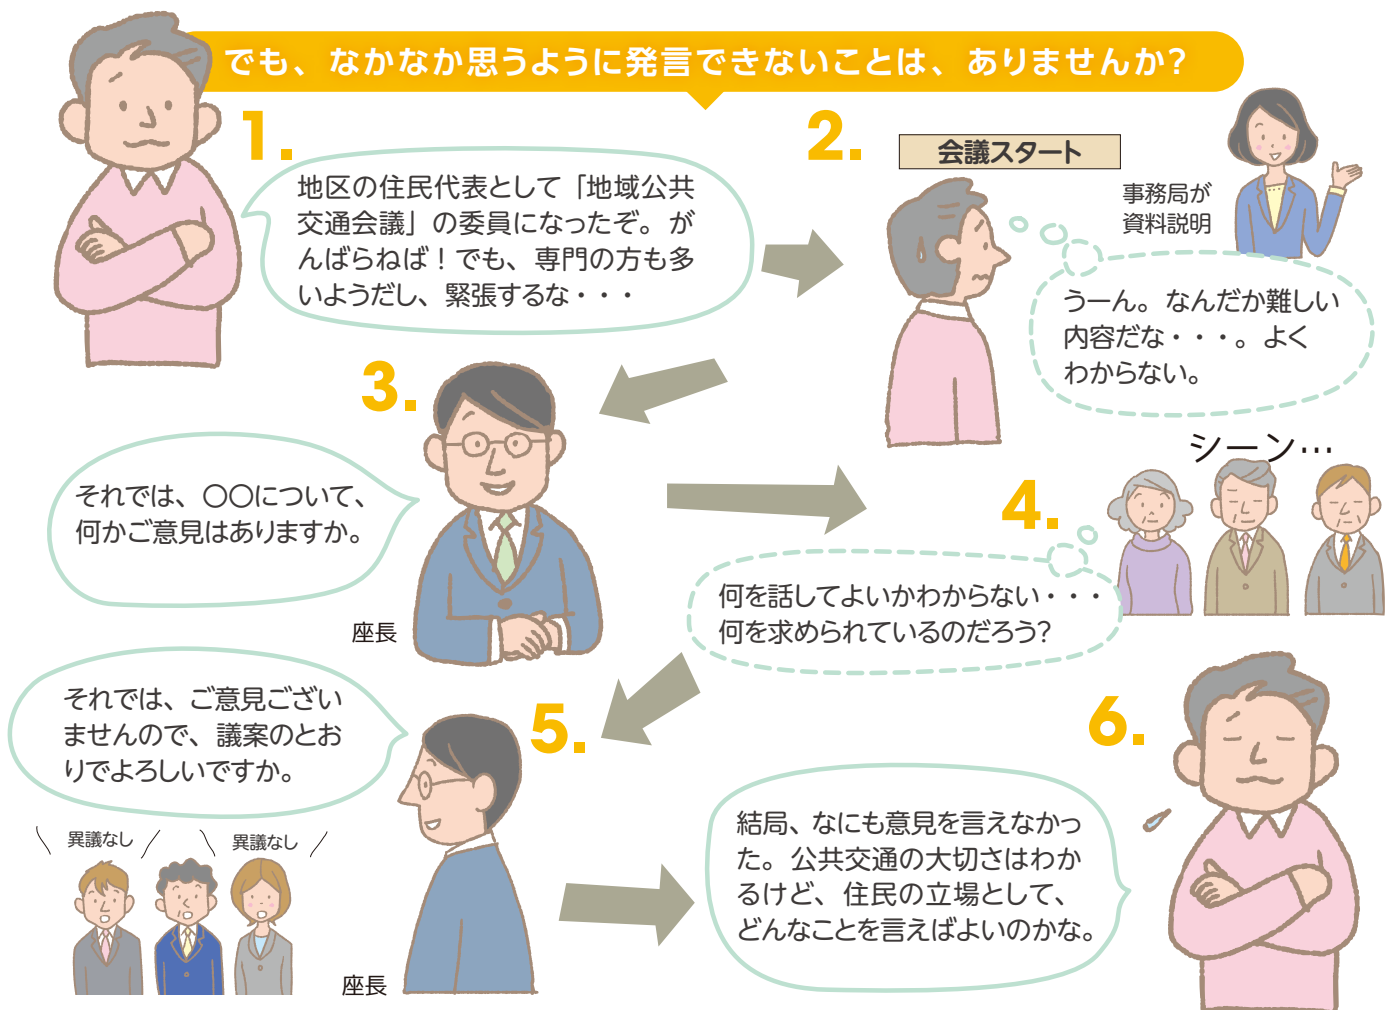 でも、なかなか思うように発言できないことは、ありませんか?
1.
地区の住民代表として「地域公共
交通会議」の委員になったぞ。が
んばらねば！でも、専門の方も多
いようだし、緊張するな・・・
2.
会議スタート
事務局が
資料説明
うーん。なんだか難しい
内容だな・・・。よく
わからない。
3.
それでは、〇〇について、
何かご意見はありますか。
座長
4.
シーン…
何を話してよいかわからない・・・
何を求められているのだろう?
5.
それでは、ご意見ござい
ませんので、議案のとお
りでよろしいですか。
異議なし
異議なし
座長
6.
結局、なにも意見を言えなかっ
た。公共交通の大切さはわか
るけど、住民の立場として、
どんなことを言えばよいのかな。